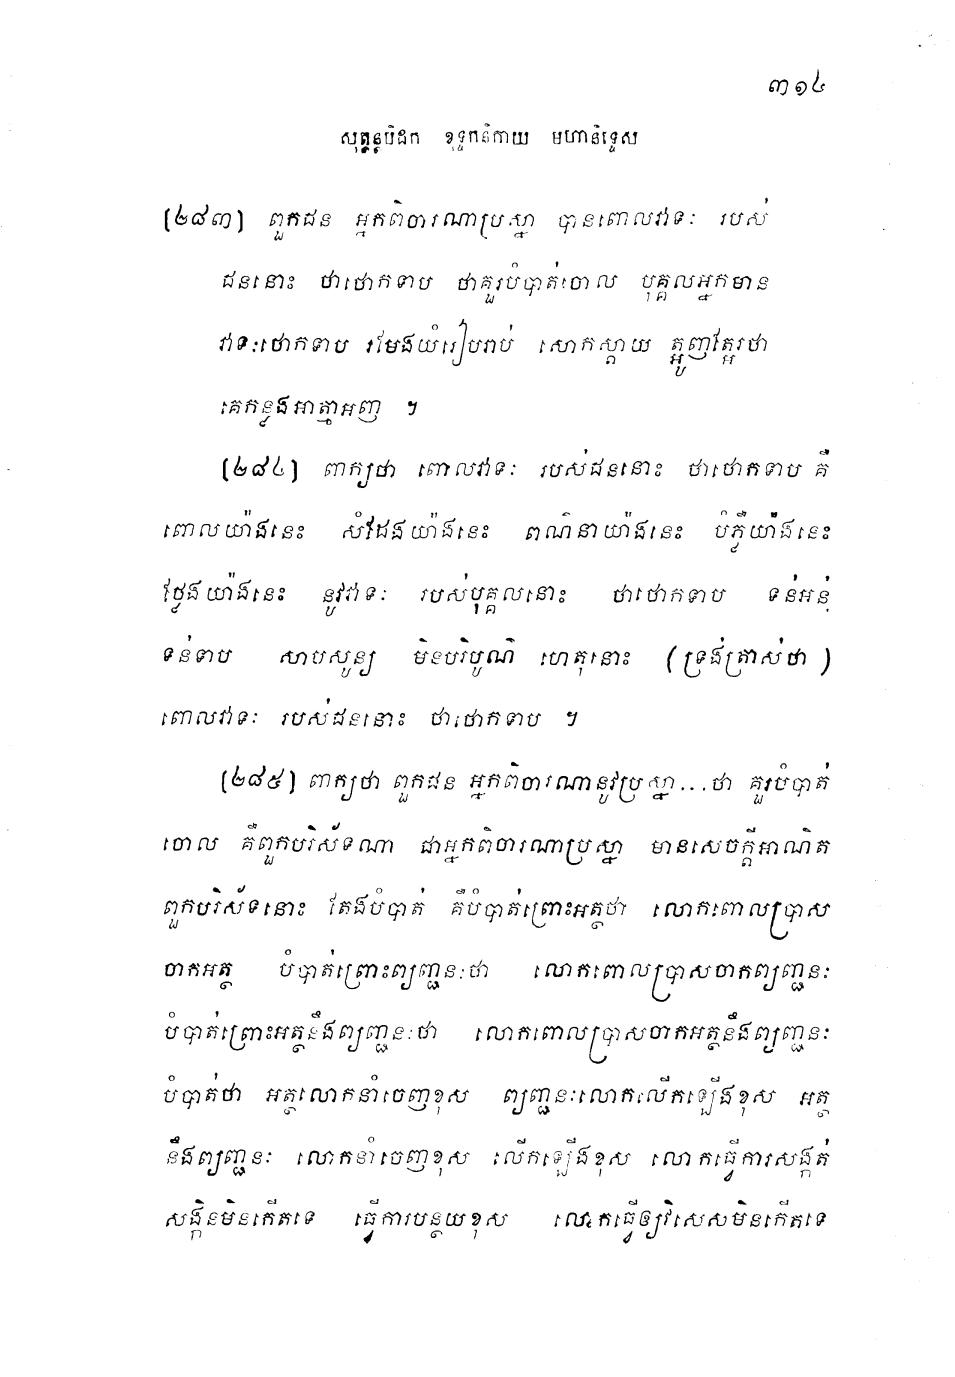 ៣១៤
សុត្តន្តបិដក ខុទ្ទកនិកាយ មហានិទ្ទេស
[២៨៣] ពួកជន អ្នកពិចារណាប្រស្នា បានពោលវាទៈ របស់
ជននោះ ថាថោកទាប ថាគួរបំបាត់ចោល បុគ្គលអ្នកមាន
វាទៈថោកទាប រមែងយំរៀបរាប់ សោកស្តាយ ត្អូញត្អែរថា
គេកន្លងអាត្មាអញ ។
[២៨៤] ពាក្យថា ពោលវាទៈ របស់ជននោះ ថាថោកទាប គឺ
ពោលយ៉ាងនេះ សំដែងយ៉ាងនេះ ពណ៌នាយ៉ាងនេះ បំភ្លឺយ៉ាងនេះ
ថ្លែងយ៉ាងនេះ នូវវាទៈ របស់បុគ្គលនោះ ថាថោកទាប ទន់អន់
ទន់ទាប សាបសូន្យ មិនបរិបូណ៌ ហេតុនោះ (ទ្រង់ត្រាស់ថា)
ពោលវាទៈ របស់ជននោះ ថាថោកទាប ។
[២៨៥] ពាក្យថា ពួកជន អ្នកពិចារណានូវប្រស្នា...ថា គួរបំបាត់
ចោល គឺពួកបរិស័ទណា ជាអ្នកពិចារណាប្រស្នា មានសេចក្តីអាណិត
ពួកបរិស័ទនោះ តែងបំបាត់ គឺបំបាត់ព្រោះអត្ថថា លោកពោលប្រាស
ចាកអត្ថ បំបាត់ព្រោះព្យញ្ជនៈថា លោកពោលប្រាសចាកព្យញ្ជនៈ
បំបាត់ព្រោះអត្ថនឹងព្យញ្ជនៈថា លោកពោលប្រាសចាកអត្ថនឹងព្យញ្ជនៈ
បំបាត់ថា អត្ថលោកនាំចេញខុស ព្យញ្ជនៈលោកលើកឡើងខុស អត្ថ
នឹងព្យញ្ជនៈ លោកនាំចេញខុស លើកឡើងខុស លោកធ្វើការសង្កត់
សង្កិនមិនកើតទេ ធ្វើការបន្ថយខុស លោកធ្វើឲ្យវិសេសមិនកើតទេ